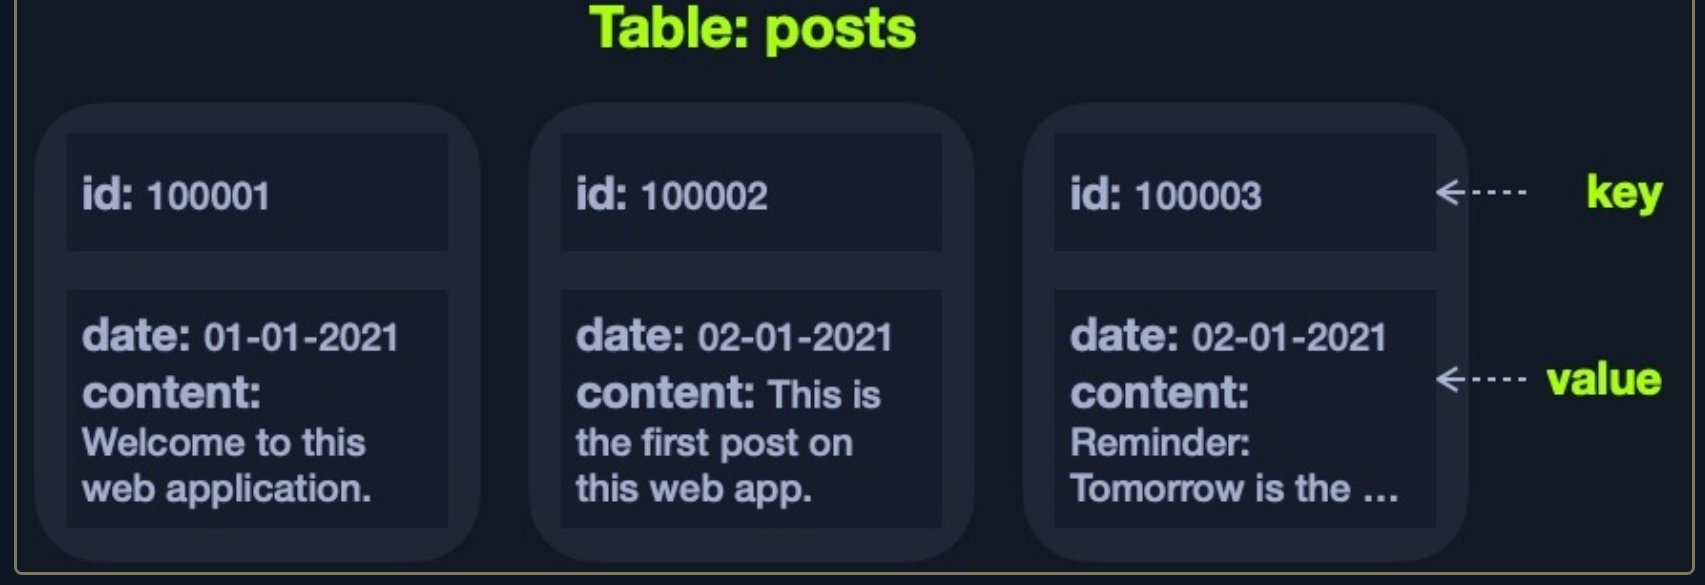 Table: posts
id: 100001
id: 100002
id: 100003
key
date: 01-01-2021
content:
Welcome to this
web application.
date: 02-01-2021
content: This is
the first post on
this web app.
date: 02-01-2021
content:
Reminder:
Tomorrow is the ...
value